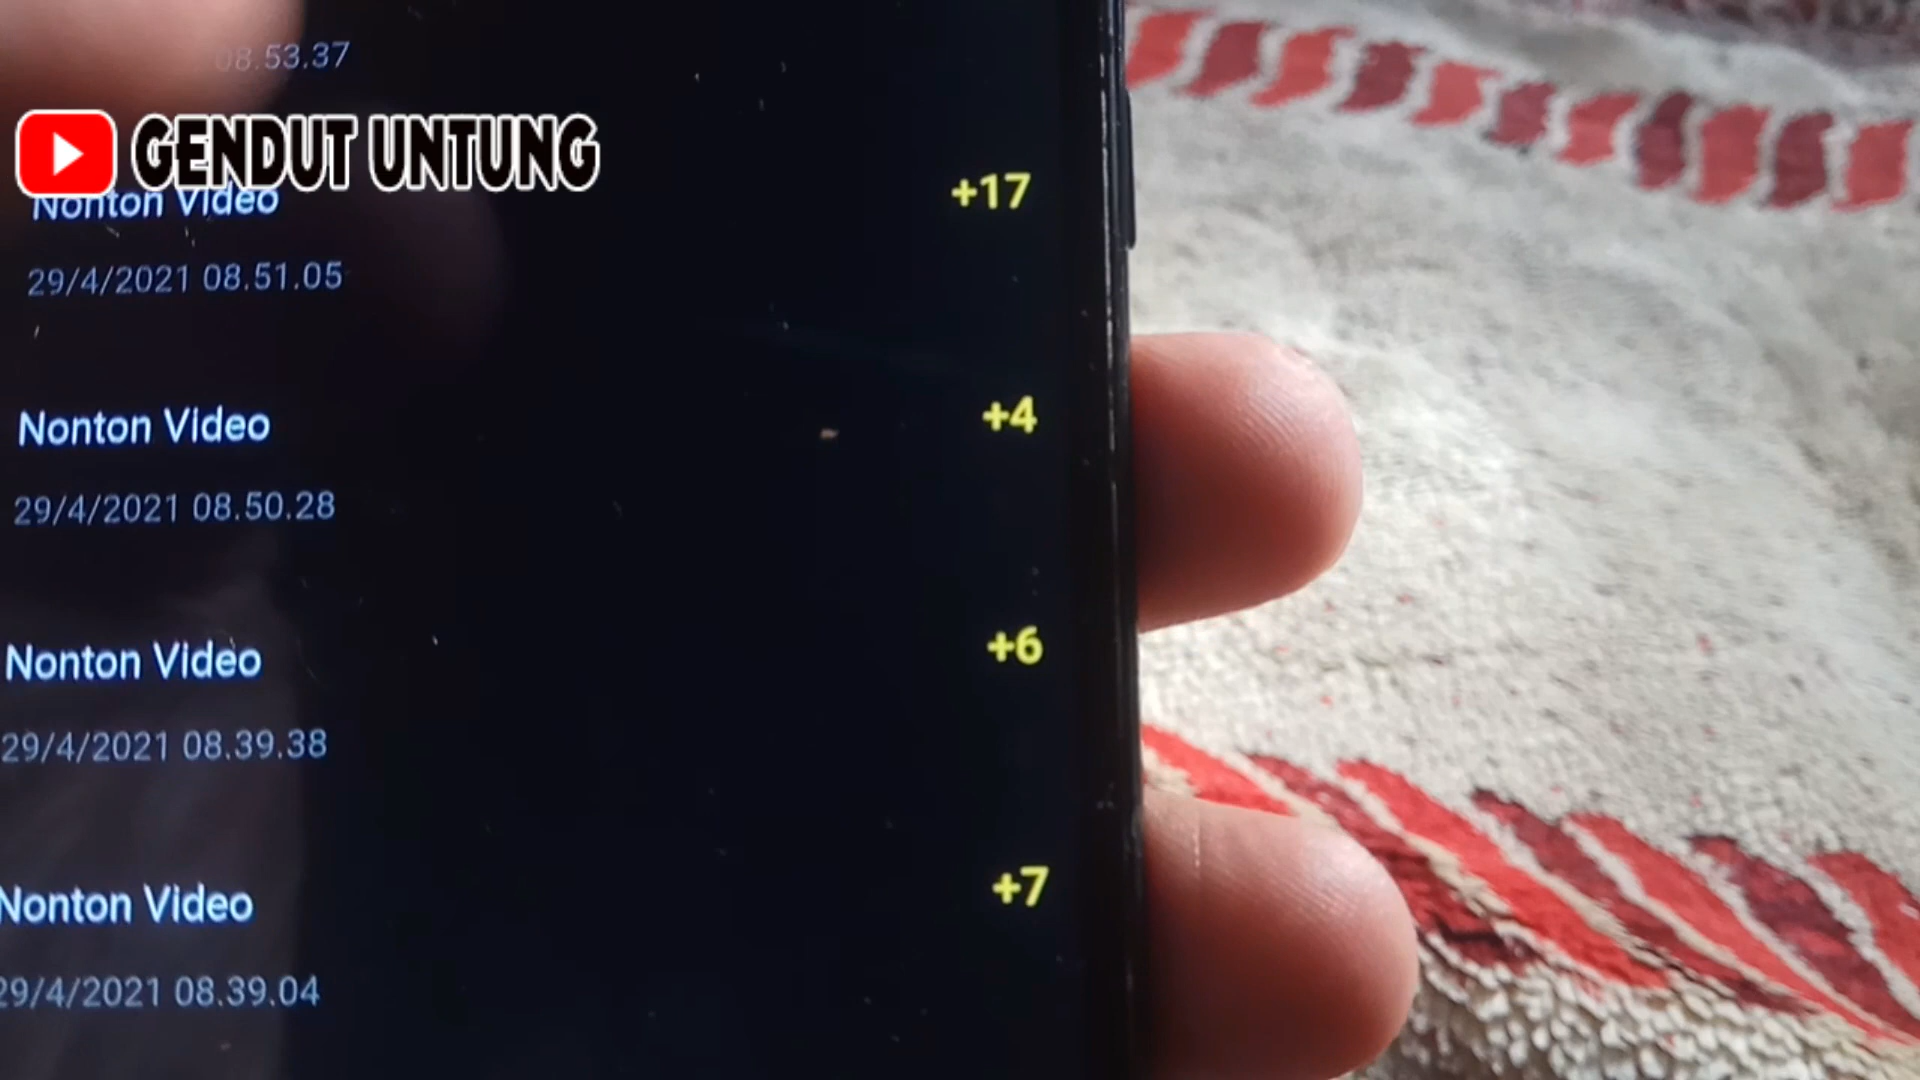 08.53.37
GENDUT UNTUNG
Nonton Video
+17
29/4/2021 08.51.05
Nonton Video
+4
29/4/2021 08.50.28
Nonton Video
+6
29/4/2021 08.39.38
Nonton Video
+7
29/4/2021 08.39.04